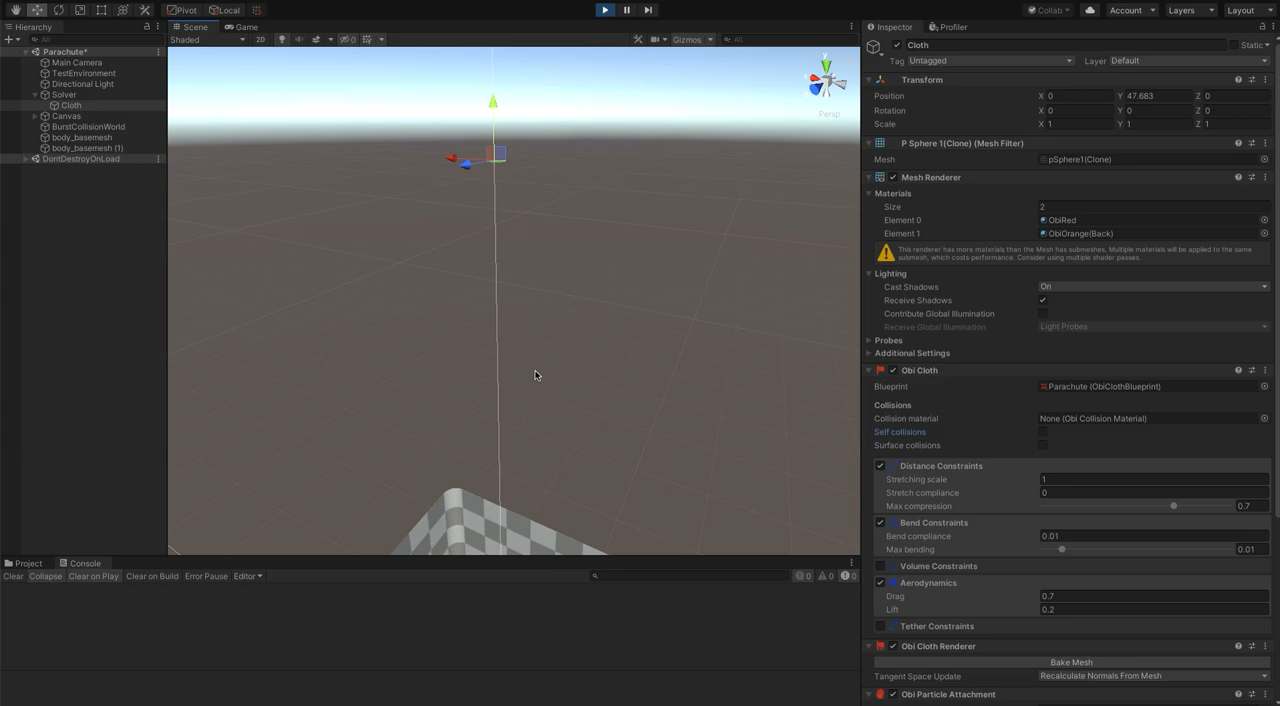 Pivot Local Collab Account Layers Layout
Hierarchy
All
Parachute*
Main Camera
TestEnvironment
Directional Light
Solver
Cloth
Canvas
BurstCollisionWorld
body_basemesh
body_basemesh (1)
DontDestroyOnLoad
Scene Game
Shaded 2D 0 Gizmos All
y
Persp
Project Console
Clear Collapse Clear on Play Clear on Build Error Pause Editor 0 0 0
Inspector Profiler
Cloth Static
Tag Untagged Layer Default
Transform
Position X 0 Y 47.683 Z 0
Rotation X 0 Y 0 Z 0
Scale X 1 Y 1 Z 1
P Sphere 1(Clone) (Mesh Filter)
Mesh pSphere1(Clone)
Mesh Renderer
Materials
Size 2
Element 0 ObiRed
Element 1 ObiOrange(Back)
This renderer has more materials than the Mesh has submeshes. Multiple materials will be applied to the same
submesh, which costs performance. Consider using multiple shader passes.
Lighting
Cast Shadows On
Receive Shadows
Contribute Global Illumination
Receive Global Illumination Light Probes
Probes
Additional Settings
Obi Cloth
Blueprint Parachute (ObiClothBlueprint)
Collisions
Collision material None (Obi Collision Material)
Self collisions
Surface collisions
Distance Constraints
Stretching scale 1
Stretch compliance 0
Max compression 0.7
Bend Constraints
Bend compliance 0.01
Max bending 0.01
Volume Constraints
Aerodynamics
Drag 0.7
Lift 0.2
Tether Constraints
Obi Cloth Renderer
Bake Mesh
Tangent Space Update Recalculate Normals From Mesh
Obi Particle Attachment